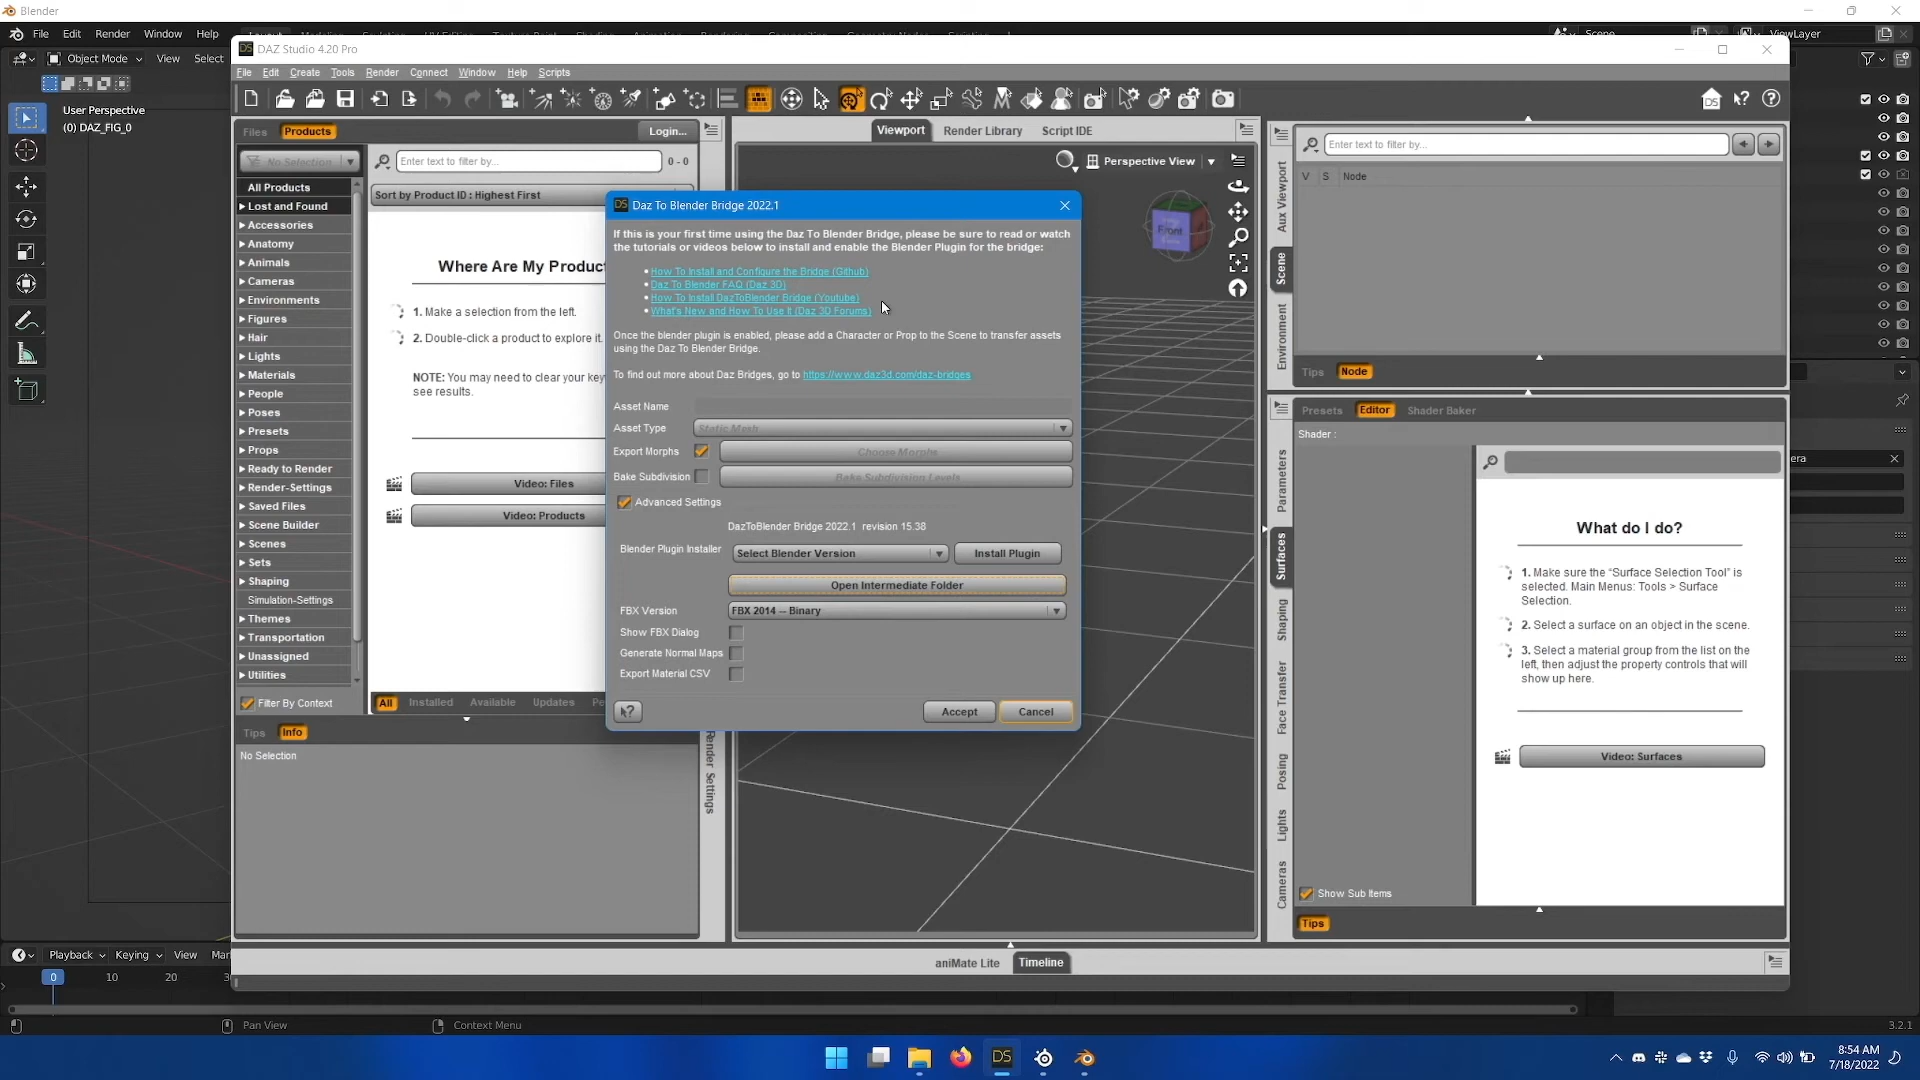 Blender
File Edit Render Window Help
Scene
ViewLayer
Object Mode View Select
User Perspective
(0) DAZ_FIG_0
DAZ Studio 4.20 Pro
File Edit Create Tools Render Connect Window Help Scripts
Files Products Login...
No Selection
Enter text to filter by...
0 - 0
Sort by Product ID : Highest First
All Products
Lost and Found
Accessories
Anatomy
Animals
Cameras
Environments
Figures
Hair
Lights
Materials
People
Poses
Presets
Props
Ready to Render
Render-Settings
Saved Files
Scene Builder
Scenes
Sets
Shaping
Simulation-Settings
Themes
Transportation
Unassigned
Utilities
Filter By Context
Where Are My Product
1. Make a selection from the left.
2. Double-click a product to explore it.
NOTE: You may need to clear your key
see results.
Video: Files
Video: Products
All Installed Available Updates
Tips Info
No Selection
Render Settings
Viewport Render Library Script IDE
Perspective View
Front
Daz To Blender Bridge 2022.1
If this is your first time using the Daz To Blender Bridge, please be sure to read or watch
the tutorials or videos below to install and enable the Blender Plugin for the bridge:
How To Install and Configure the Bridge (Github)
Daz To Blender FAQ (Daz 3D)
How To Install DazToBlender Bridge (Youtube)
What's New and How To Use It (Daz 3D Forums)
Once the blender plugin is enabled, please add a Character or Prop to the Scene to transfer assets
using the Daz To Blender Bridge.
To find out more about Daz Bridges, go to https://www.daz3d.com/daz-bridges
Asset Name
Asset Type Static Mesh
Export Morphs Choose Morphs
Bake Subdivision Bake Subdivision Levels
Advanced Settings
DazToBlender Bridge 2022.1 revision 15.38
Blender Plugin Installer Select Blender Version Install Plugin
Open Intermediate Folder
FBX Version FBX 2014 -- Binary
Show FBX Dialog
Generate Normal Maps
Export Material CSV
Accept Cancel
Aux Viewport
Scene
Environment
Enter text to filter by...
V S Node
Tips Node
Presets Editor Shader Baker
Shader :
Parameters
Surfaces
Shaping
Face Transfer
Posing
Lights
Cameras
What do I do?
1. Make sure the "Surface Selection Tool" is
selected. Main Menus: Tools > Surface
Selection.
2. Select a surface on an object in the scene.
3. Select a material group from the list on the
left, then adjust the property controls that will
show up here.
Video: Surfaces
Show Sub Items
Tips
era
aniMate Lite Timeline
Playback Keying View Mar
0 10 20 3
Pan View
Context Menu
3.2.1
8:54 AM
7/18/2022